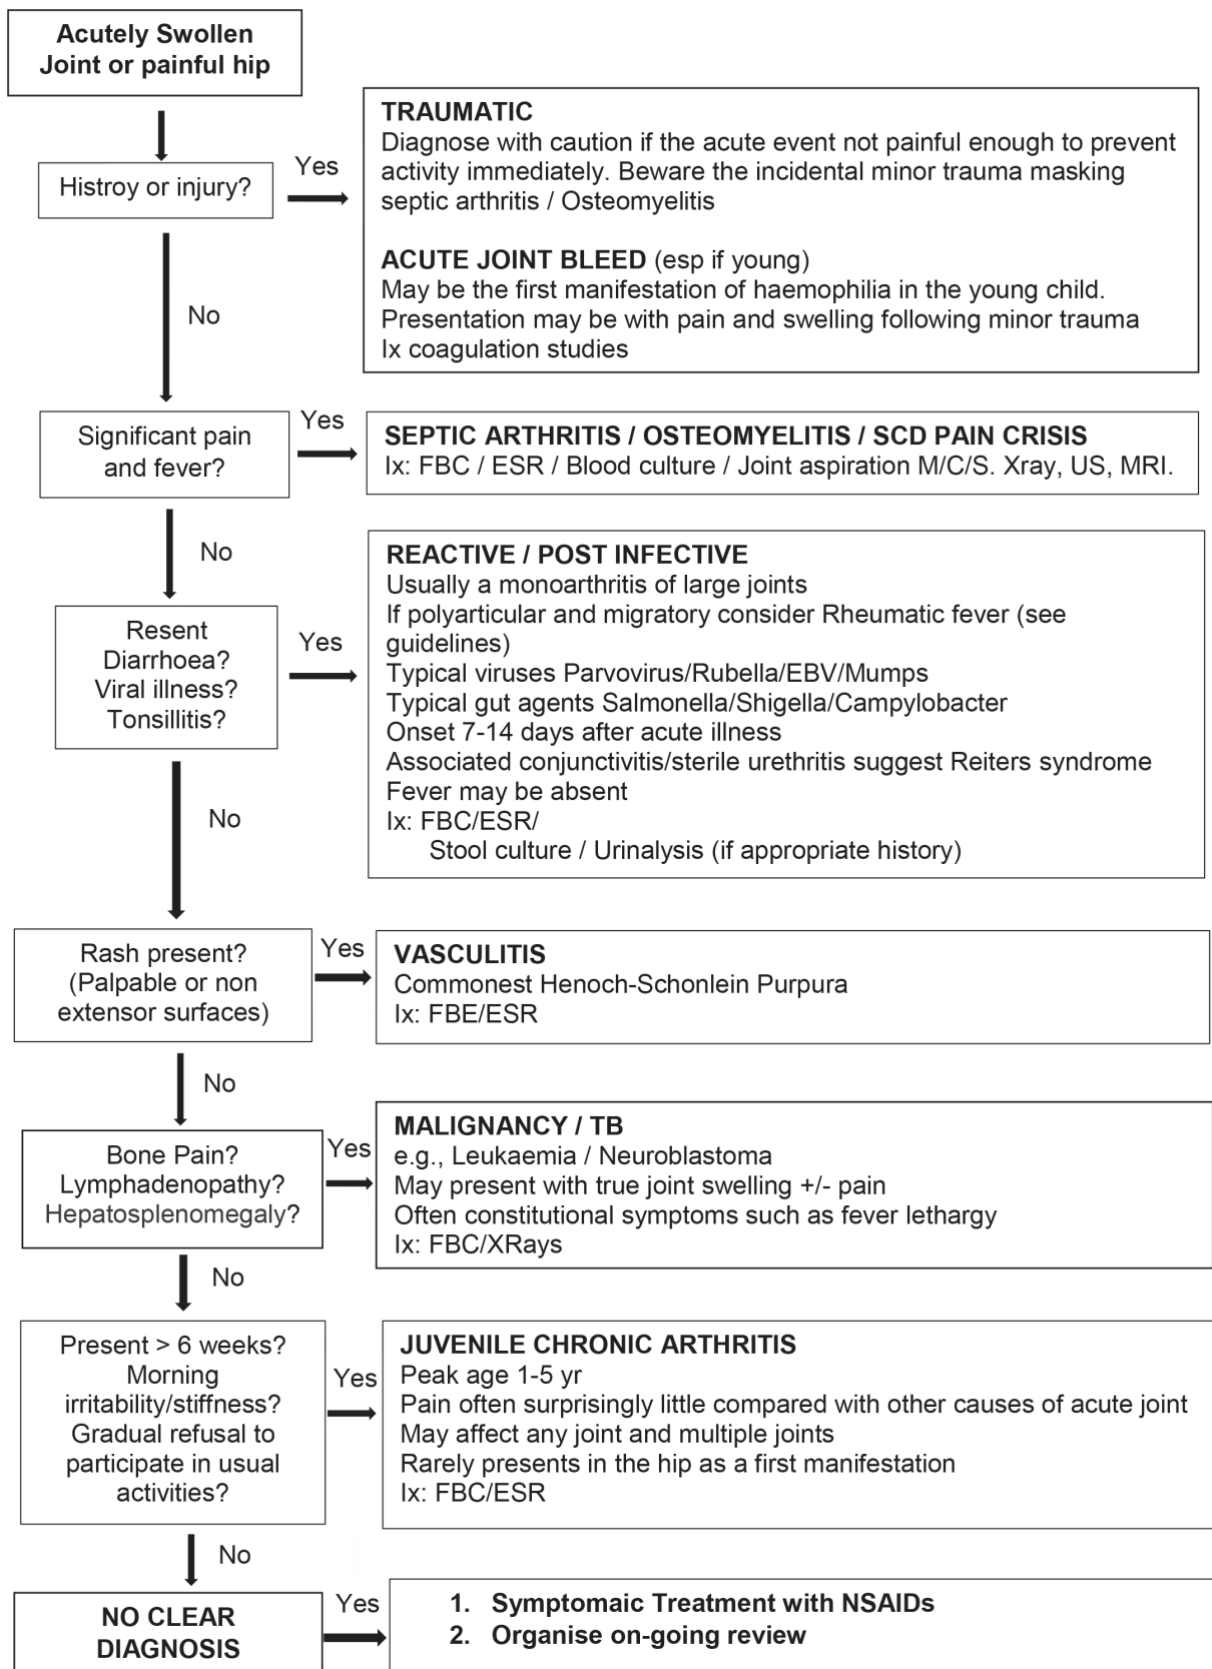 Acutely Swollen
Joint or painful hip
Histroy or injury?
Yes
TRAUMATIC
Diagnose with caution if the acute event not painful enough to prevent
activity immediately. Beware the incidental minor trauma masking
septic arthritis / Osteomyelitis
ACUTE JOINT BLEED (esp if young)
May be the first manifestation of haemophilia in the young child.
Presentation may be with pain and swelling following minor trauma
Ix coagulation studies
No
Significant pain
and fever?
Yes
SEPTIC ARTHRITIS / OSTEOMYELITIS / SCD PAIN CRISIS
Ix: FBC / ESR / Blood culture / Joint aspiration M/C/S. Xray, US, MRI.
No
Resent
Diarrhoea?
Viral illness?
Tonsillitis?
Yes
REACTIVE / POST INFECTIVE
Usually a monoarthritis of large joints
If polyarticular and migratory consider Rheumatic fever (see
guidelines)
Typical viruses Parvovirus/Rubella/EBV/Mumps
Typical gut agents Salmonella/Shigella/Campylobacter
Onset 7-14 days after acute illness
Associated conjunctivitis/sterile urethritis suggest Reiters syndrome
Fever may be absent
Ix: FBC/ESR/
Stool culture / Urinalysis (if appropriate history)
No
Rash present?
(Palpable or non
extensor surfaces)
Yes
VASCULITIS
Commonest Henoch-Schonlein Purpura
Ix: FBE/ESR
No
Bone Pain?
Lymphadenopathy?
Hepatosplenomegaly?
Yes
MALIGNANCY / TB
e.g., Leukaemia / Neuroblastoma
May present with true joint swelling +/- pain
Often constitutional symptoms such as fever lethargy
Ix: FBC/XRays
No
Present > 6 weeks?
Morning
irritability/stiffness?
Gradual refusal to
participate in usual
activities?
Yes
JUVENILE CHRONIC ARTHRITIS
Peak age 1-5 yr
Pain often surprisingly little compared with other causes of acute joint
May affect any joint and multiple joints
Rarely presents in the hip as a first manifestation
Ix: FBC/ESR
No
NO CLEAR
DIAGNOSIS
Yes
1. Symptomaic Treatment with NSAIDs
2. Organise on-going review